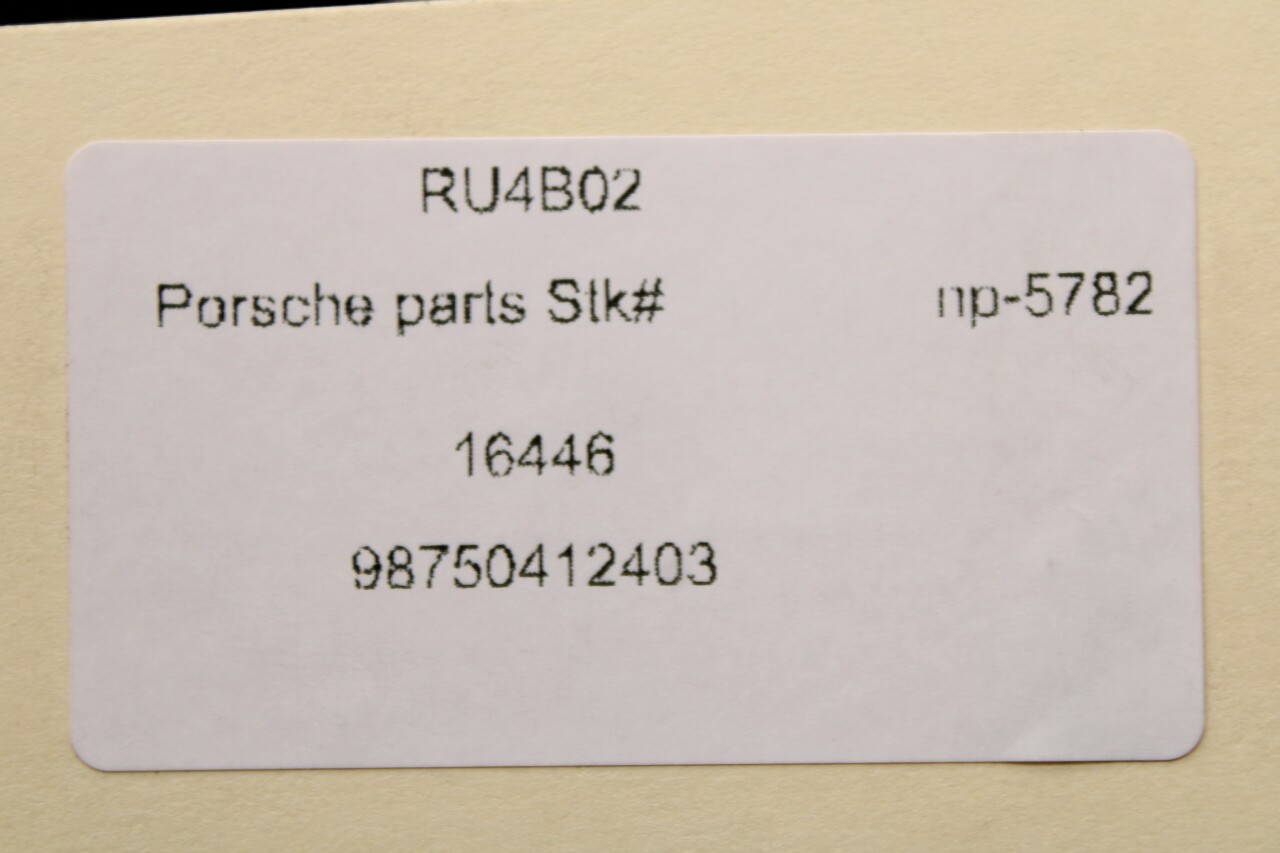 RU4B02
Porsche parts Stk# np-5782
16446
98750412403